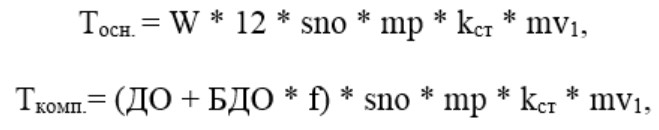 Tосн. = W * 12 * sno * mp * kст * mv₁,
Tкомп.= (ДО + БДО * f) * sno * mp * kст * mv₁,